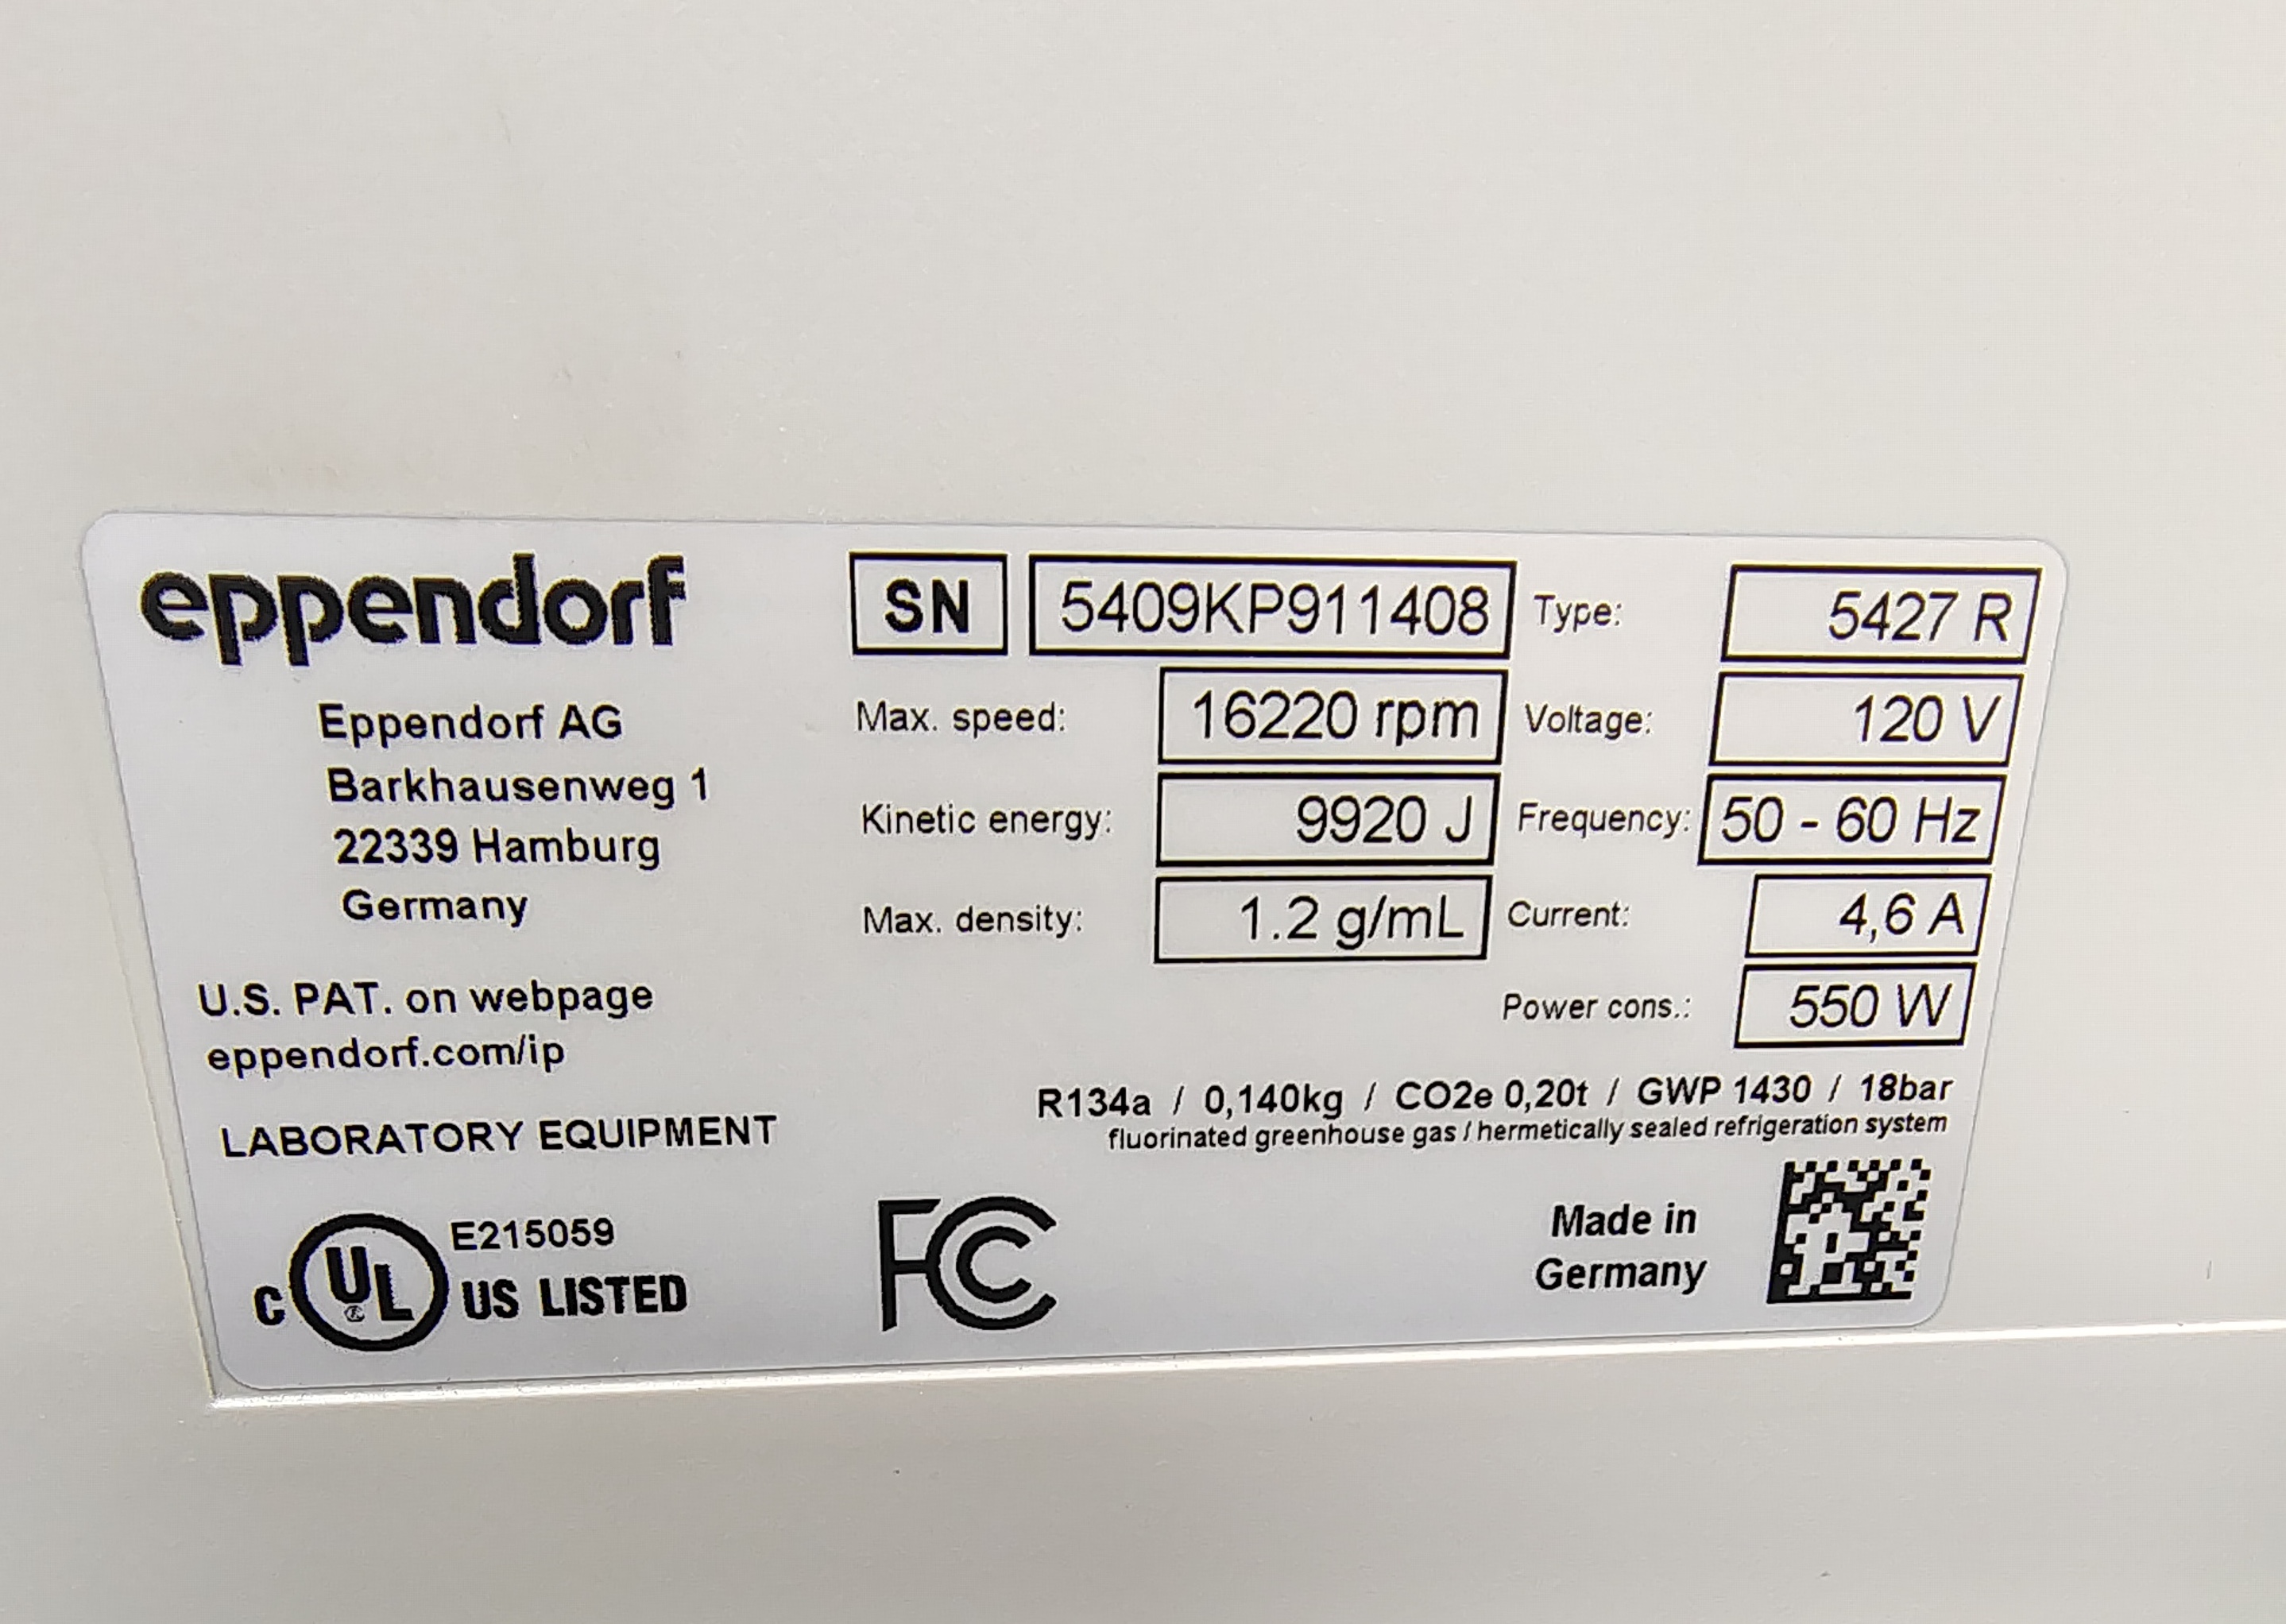 eppendorf
Eppendorf AG
Barkhausenweg 1
22339 Hamburg
Germany
U.S. PAT. on webpage
eppendorf.com/ip
LABORATORY EQUIPMENT
E215059
C UL US LISTED
SN 5409KP911408 Type: 5427 R
Max. speed: 16220 rpm Voltage: 120 V
Kinetic energy: 9920 J Frequency: 50 - 60 Hz
Max. density: 1.2 g/mL Current: 4,6 A
Power cons.: 550 W
R134a / 0,140kg / CO2e 0,20t / GWP 1430 / 18bar
fluorinated greenhouse gas / hermetically sealed refrigeration system
FC
Made in
Germany